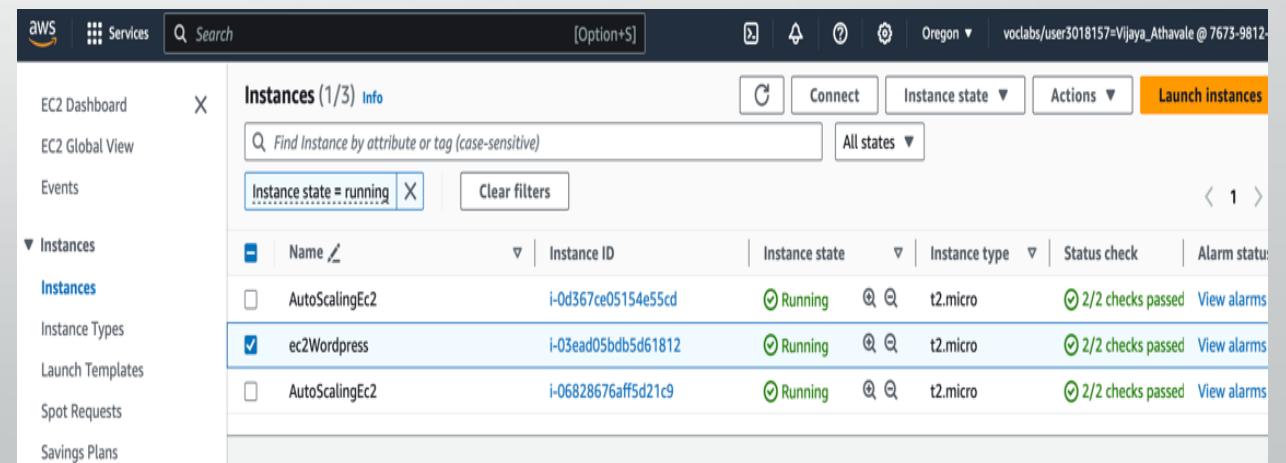 aws Services Search [Option+S] Oregon ▼ voclabs/user3018157=Vijaya_Athavale @ 7673-9812-
EC2 Dashboard
EC2 Global View
Events
▼ Instances
Instances
Instance Types
Launch Templates
Spot Requests
Savings Plans
Instances (1/3) Info Connect Instance state ▼ Actions ▼ Launch instances
Find Instance by attribute or tag (case-sensitive) All states ▼
Instance state = running X Clear filters
< 1 >
Name Instance ID Instance state Instance type Status check Alarm status
AutoScalingEc2 i-0d367ce05154e55cd Running t2.micro 2/2 checks passed View alarms
ec2Wordpress i-03ead05bdb5d61812 Running t2.micro 2/2 checks passed View alarms
AutoScalingEc2 i-06828676aff5d21c9 Running t2.micro 2/2 checks passed View alarms